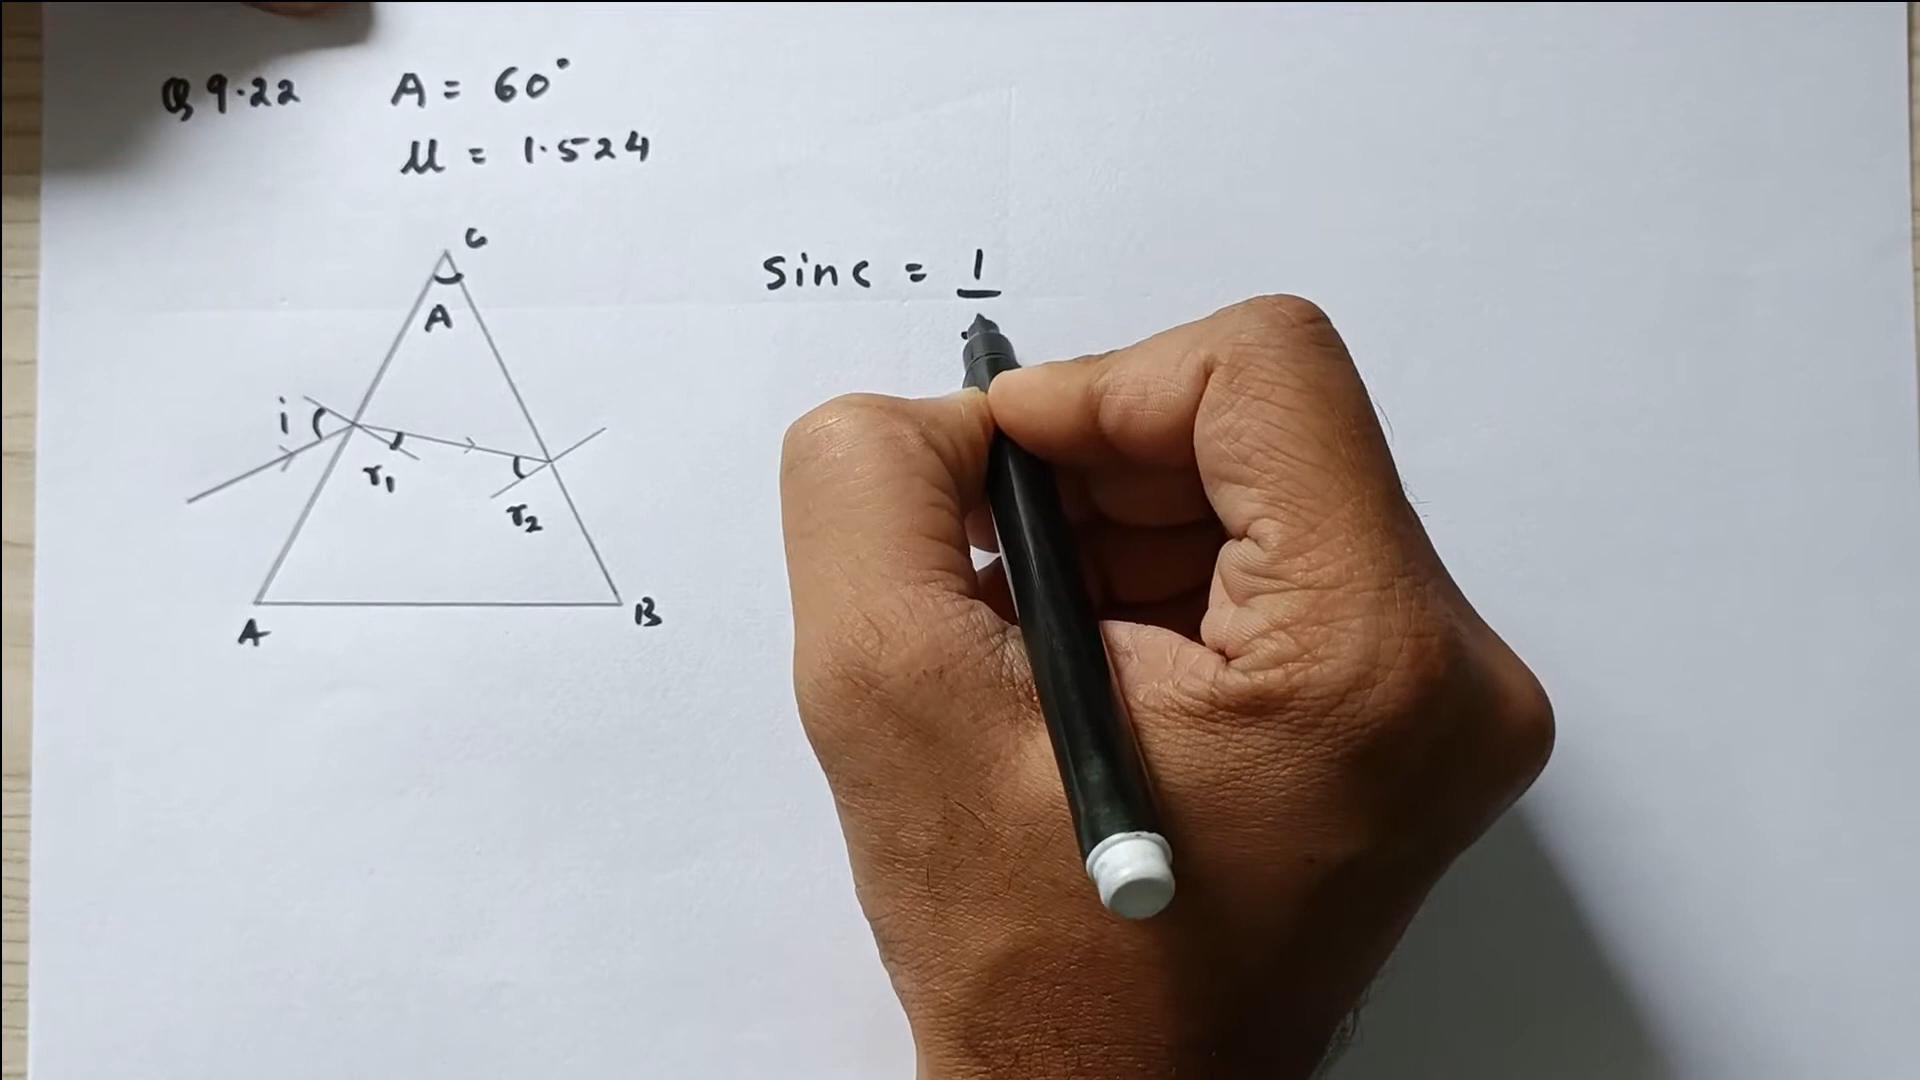 Q 9.22 A = 60°
μ = 1.524
C
A
sin c = 1
i
r₁
r₂
A
B